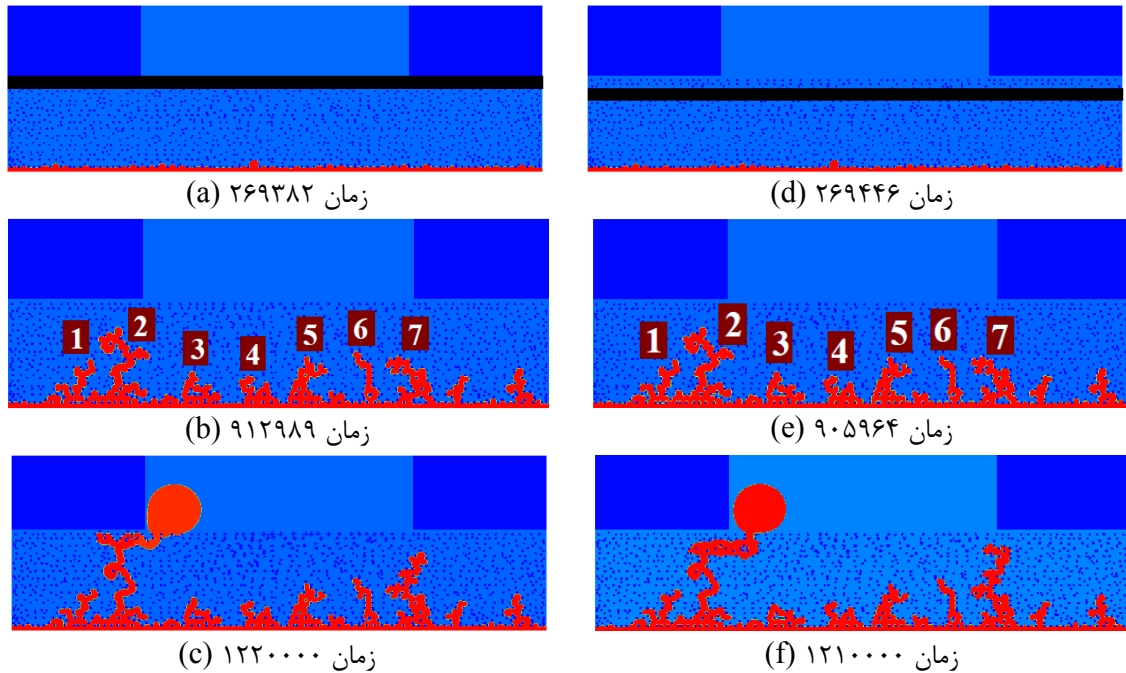 (a) زمان ۲۶۹۳۸۲
(d) زمان ۲۶۹۴۴۶
1 2 3 4 5 6 7
1 2 3 4 5 6 7
(b) زمان ۹۱۲۹۸۹
(e) زمان ۹۰۵۹۶۴
(c) زمان ۱۲۲۰۰۰۰
(f) زمان ۱۲۱۰۰۰۰